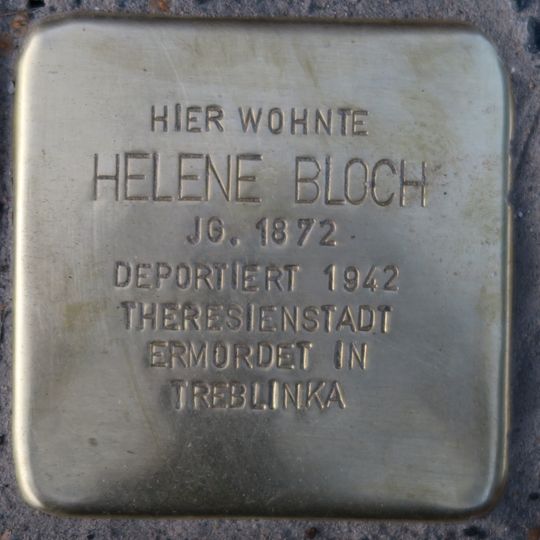 HIER WOHNTE
HELENE BLOCH
JG. 1872
DEPORTIERT 1942
THERESIENSTADT
ERMORDET IN
TREBLINKA